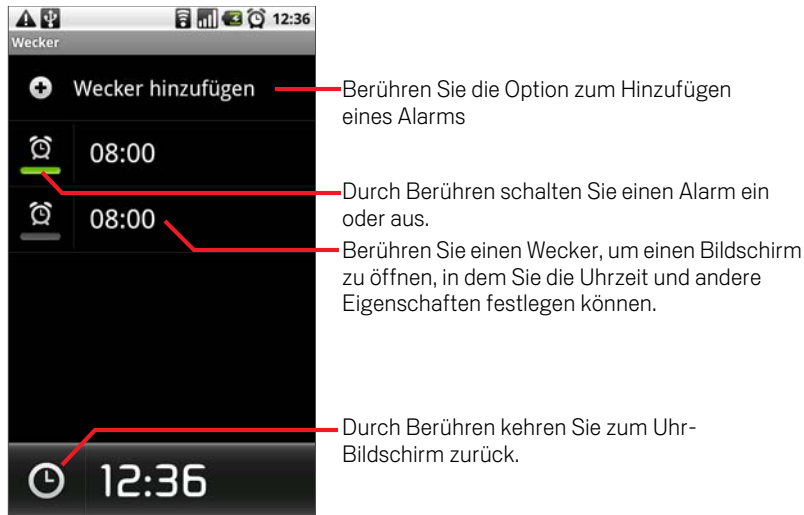 12:36
Wecker
Wecker hinzufügen
Berühren Sie die Option zum Hinzufügen
eines Alarms
08:00
Durch Berühren schalten Sie einen Alarm ein
oder aus.
08:00
Berühren Sie einen Wecker, um einen Bildschirm
zu öffnen, in dem Sie die Uhrzeit und andere
Eigenschaften festlegen können.
Durch Berühren kehren Sie zum Uhr-
Bildschirm zurück.
12:36